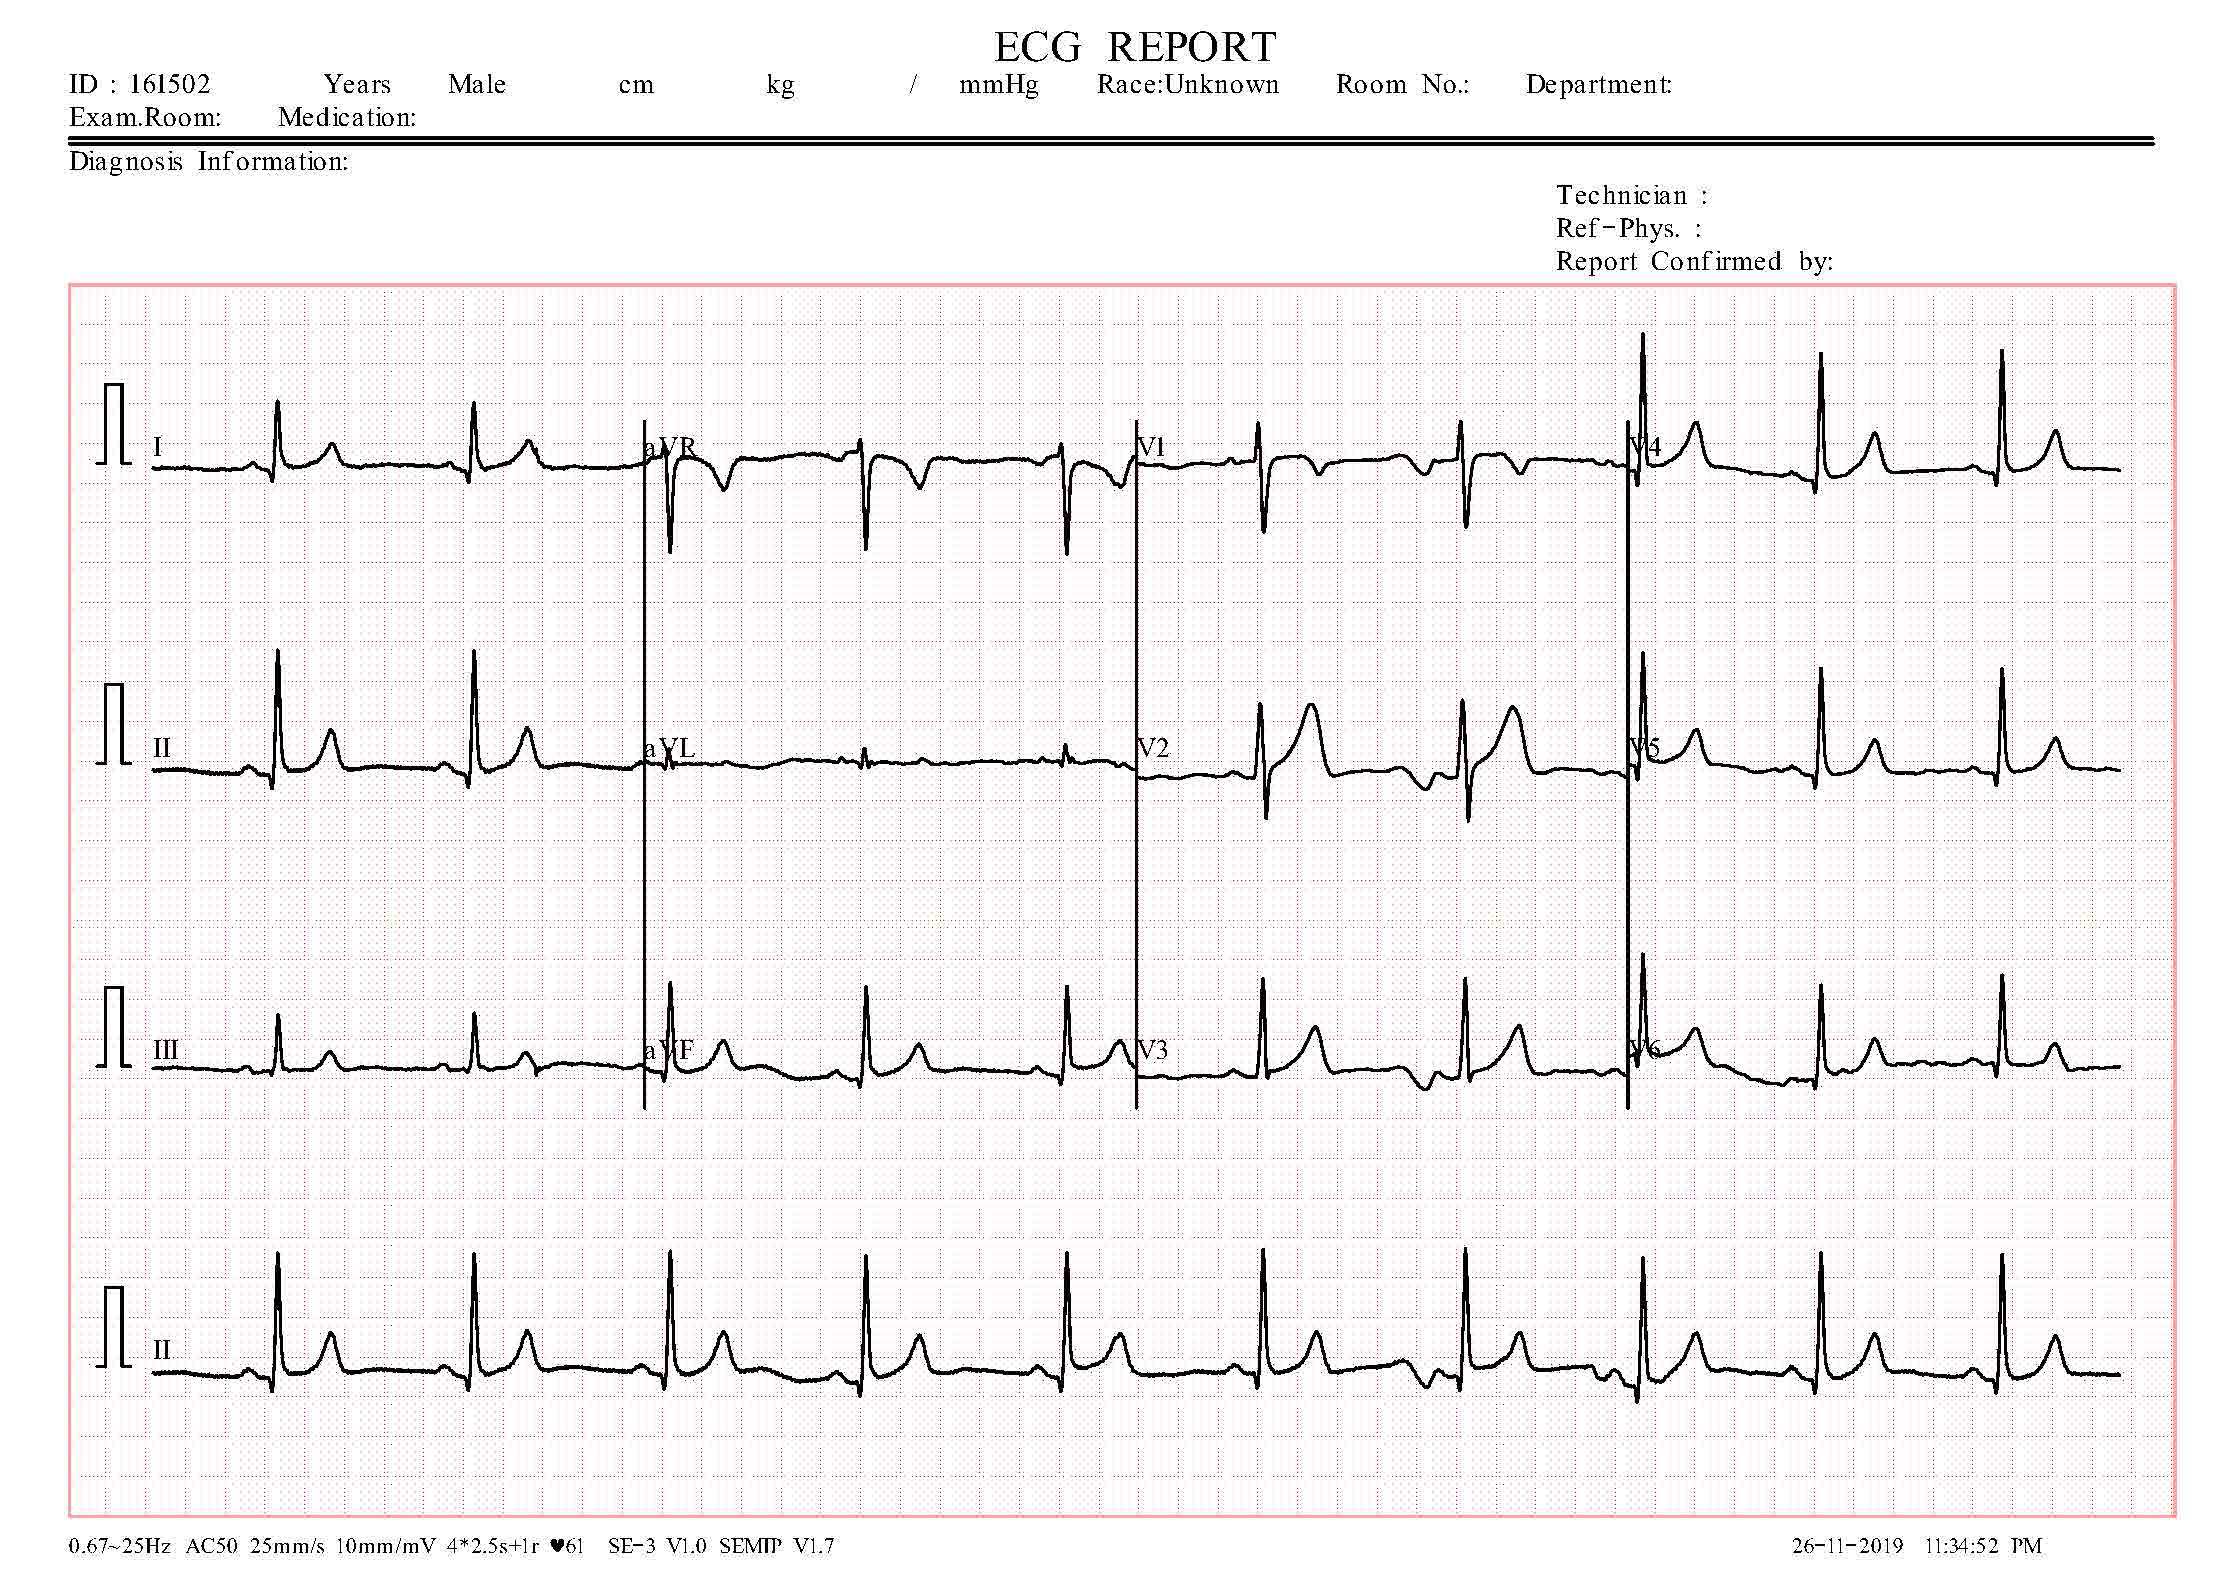 ECG REPORT
ID : 161502 Years Male cm kg / mmHg Race:Unknown Room No.: Department:
Exam.Room: Medication:
Diagnosis Information:
Technician :
Ref-Phys. :
Report Confirmed by:
I aVR V1 V4
II aVL V2 V5
III aVF V3 V6
II
0.67~25Hz AC50 25mm/s 10mm/mV 4*2.5s+1r ♥61 SE-3 V1.0 SEMIP V1.7 26-11-2019 11:34:52 PM